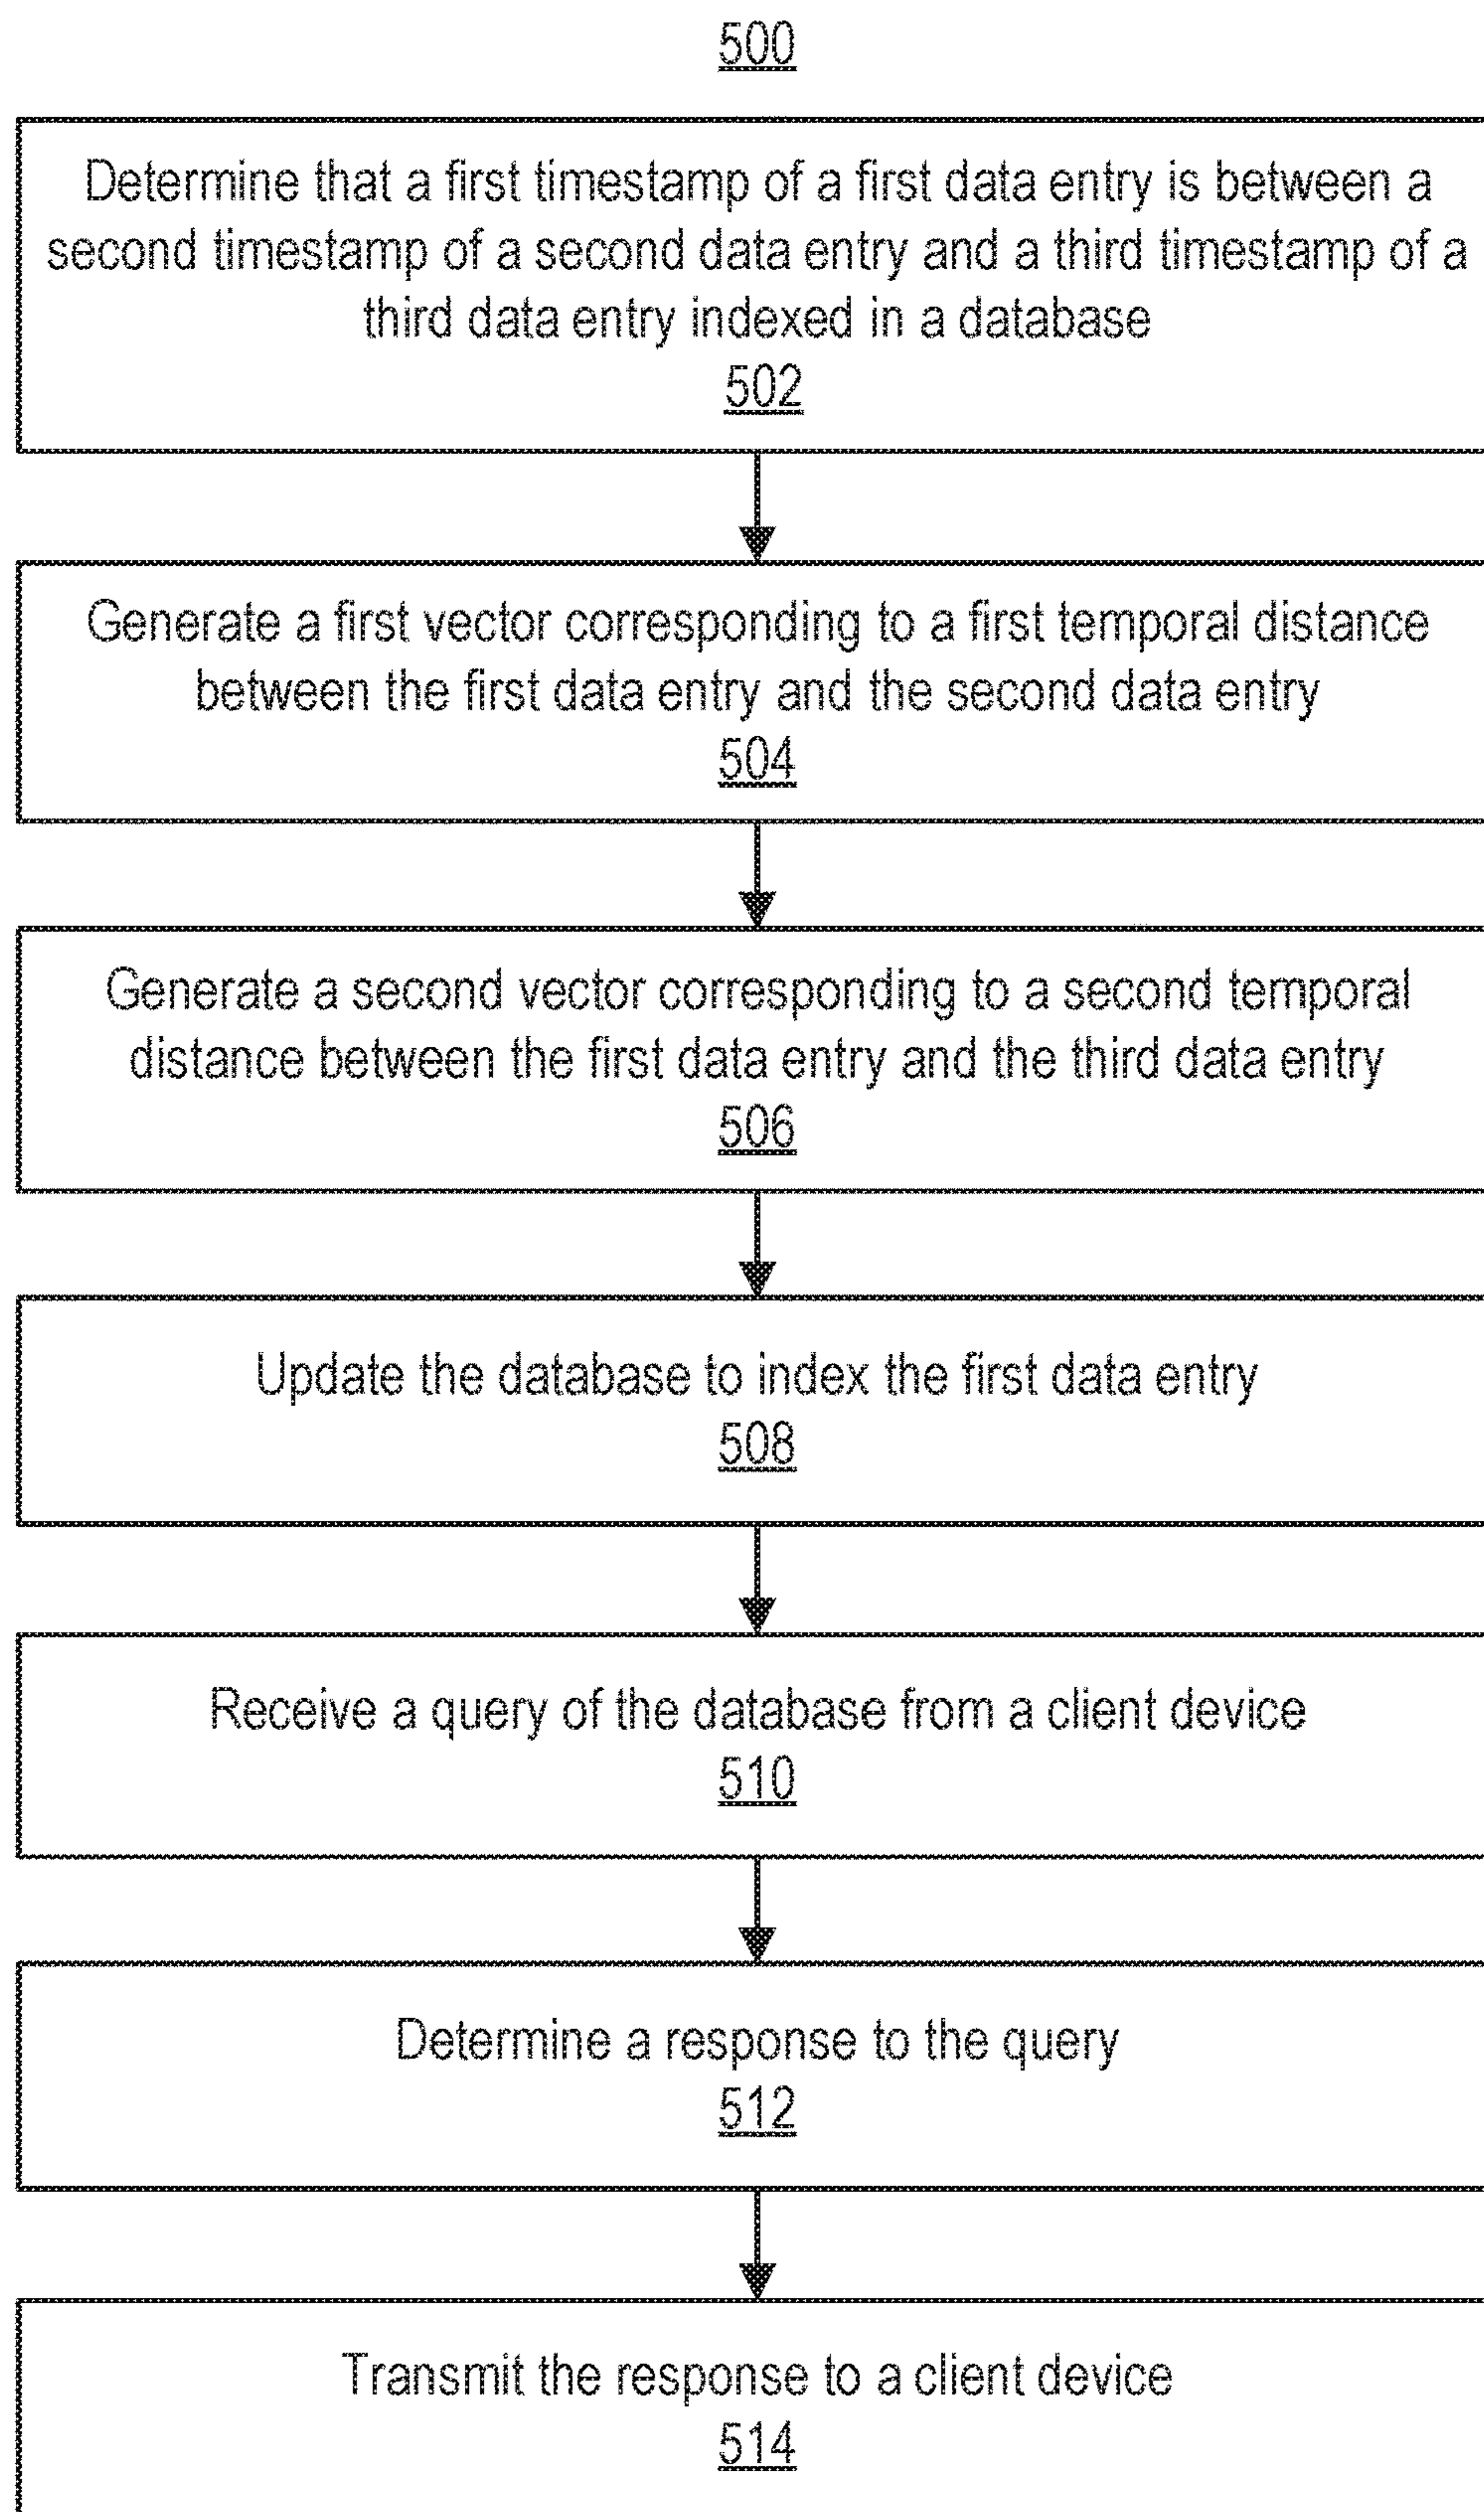 500
Determine that a first timestamp of a first data entry is between a
second timestamp of a second data entry and a third timestamp of a
third data entry indexed in a database
502
Generate a first vector corresponding to a first temporal distance
between the first data entry and the second data entry
504
Generate a second vector corresponding to a second temporal
distance between the first data entry and the third data entry
506
Update the database to index the first data entry
508
Receive a query of the database from a client device
510
Determine a response to the query
512
Transmit the response to a client device
514